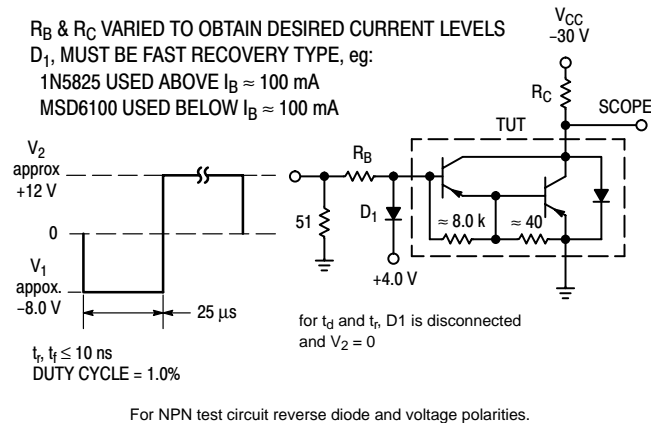 R_B & R_C VARIED TO OBTAIN DESIRED CURRENT LEVELS
D_1, MUST BE FAST RECOVERY TYPE, eg:
1N5825 USED ABOVE I_B ≈ 100 mA
MSD6100 USED BELOW I_B ≈ 100 mA
V_CC
−30 V
R_C
SCOPE
TUT
V_2
approx
+12 V
0
V_1
appox.
−8.0 V
25 μs
t_r, t_f ≤ 10 ns
DUTY CYCLE = 1.0%
51
R_B
D_1
+4.0 V
≈ 8.0 k
≈ 40
for t_d and t_r, D1 is disconnected
and V_2 = 0
For NPN test circuit reverse diode and voltage polarities.